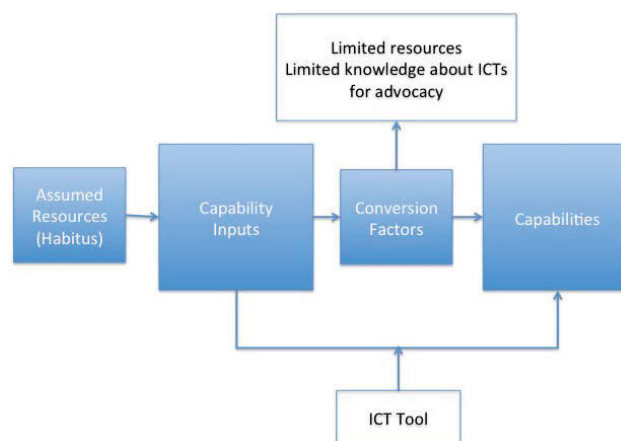 Limited resources
Limited knowledge about ICTs
for advocacy
Assumed
Resources
(Habitus)
Capability
Inputs
Conversion
Factors
Capabilities
ICT Tool